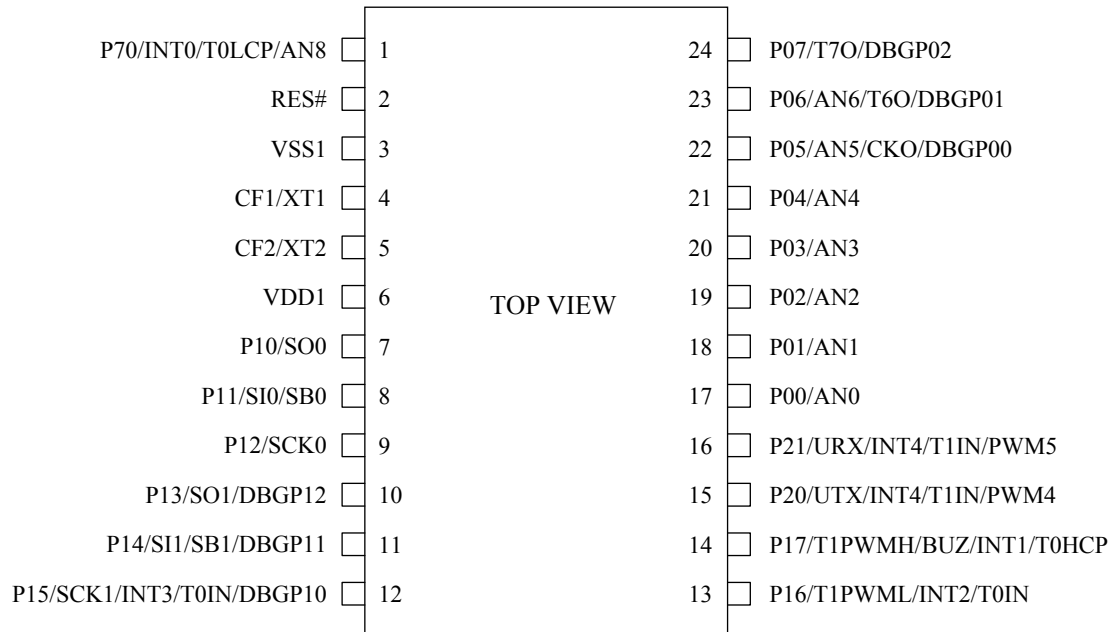 P70/INT0/T0LCP/AN8 1 24 P07/T7O/DBGP02
RES# 2 23 P06/AN6/T6O/DBGP01
VSS1 3 22 P05/AN5/CKO/DBGP00
CF1/XT1 4 21 P04/AN4
CF2/XT2 5 20 P03/AN3
VDD1 6 19 P02/AN2
TOP VIEW
P10/SO0 7 18 P01/AN1
P11/SI0/SB0 8 17 P00/AN0
P12/SCK0 9 16 P21/URX/INT4/T1IN/PWM5
P13/SO1/DBGP12 10 15 P20/UTX/INT4/T1IN/PWM4
P14/SI1/SB1/DBGP11 11 14 P17/T1PWMH/BUZ/INT1/T0HCP
P15/SCK1/INT3/T0IN/DBGP10 12 13 P16/T1PWML/INT2/T0IN